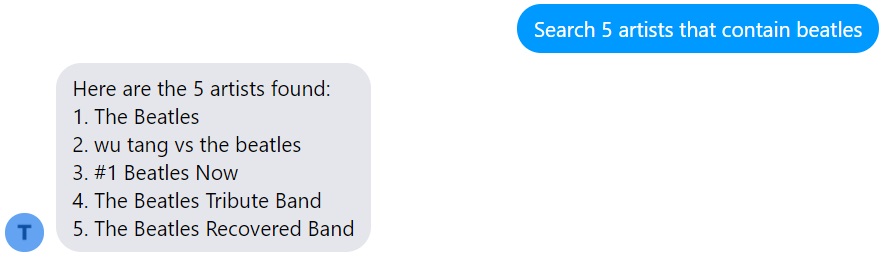 Search 5 artists that contain beatles
Here are the 5 artists found:
1. The Beatles
2. wu tang vs the beatles
3. #1 Beatles Now
4. The Beatles Tribute Band
5. The Beatles Recovered Band
T